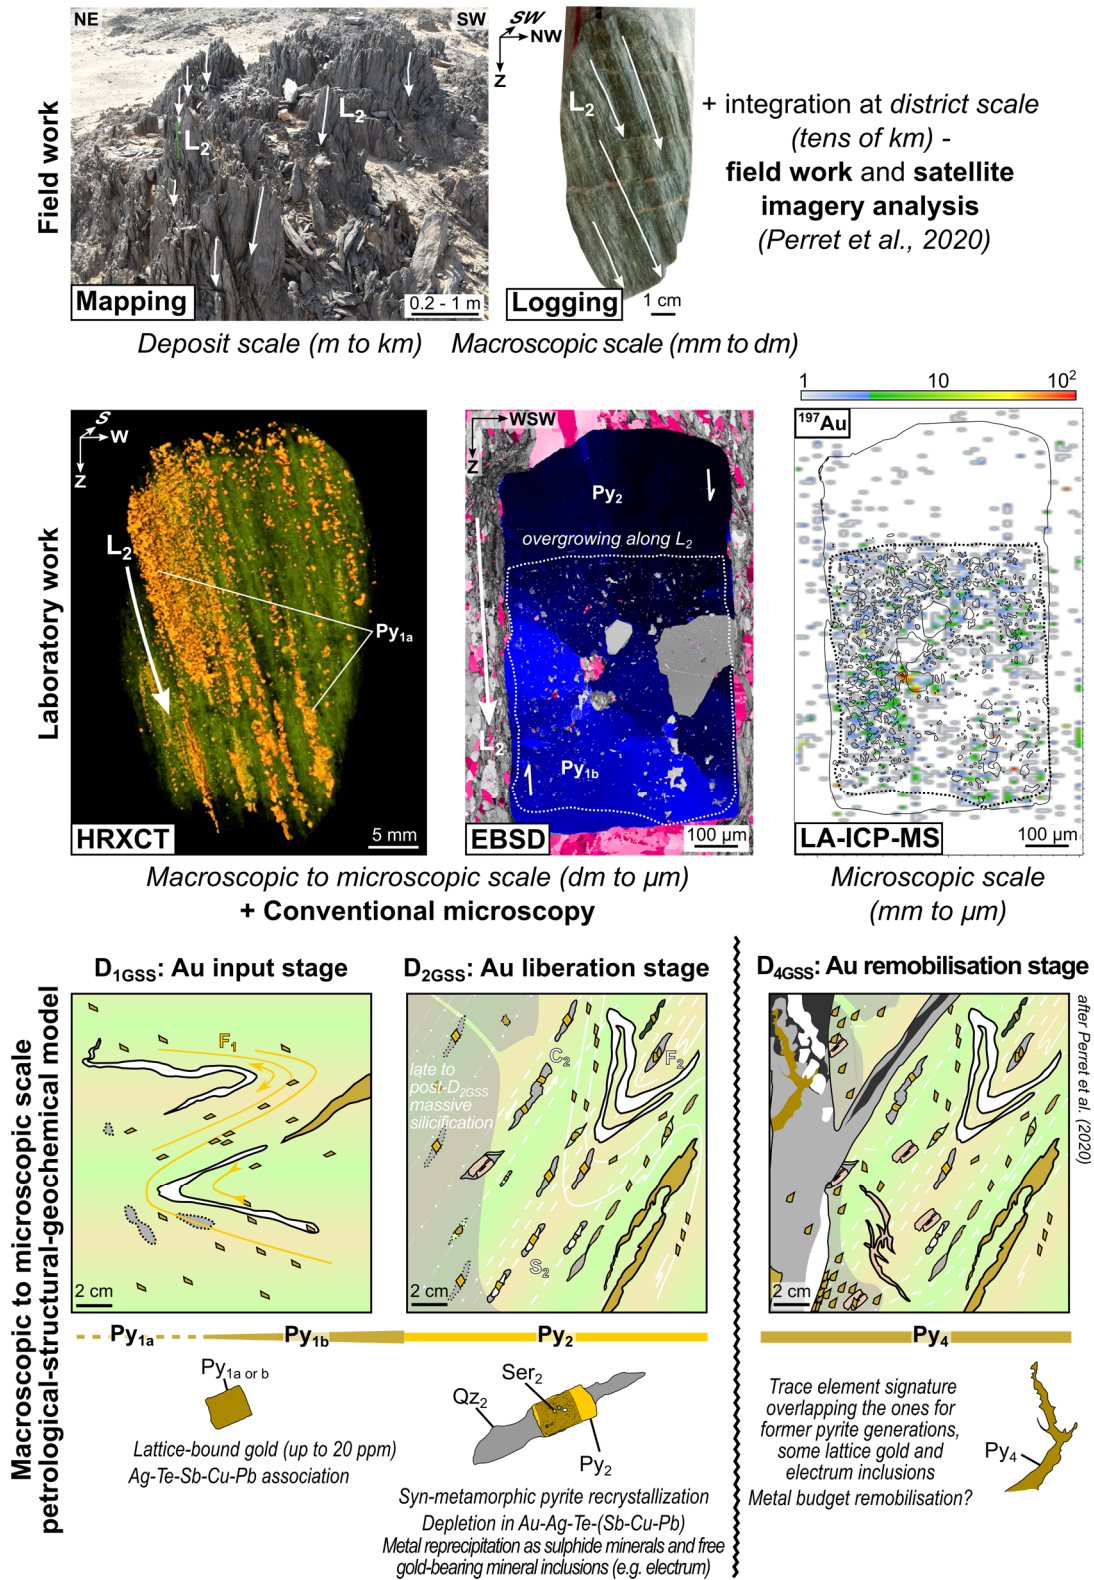 Field work
NE
SW
L2
L2
Mapping
0.2 - 1 m
SW
NW
Z
L2
Logging
1 cm
+ integration at district scale
(tens of km) -
field work and satellite
imagery analysis
(Perret et al., 2020)
Deposit scale (m to km)
Macroscopic scale (mm to dm)
Laboratory work
S
W
Z
L2
Py1a
HRXCT
5 mm
WSW
Z
Py2
overgrowing along L2
L2
Py1b
EBSD
100 µm
1
10
10²
¹⁹⁷Au
LA-ICP-MS
100 µm
Macroscopic to microscopic scale (dm to µm)
+ Conventional microscopy
Microscopic scale
(mm to µm)
Macroscopic to microscopic scale
petrological-structural-geochemical model
D1GSS: Au input stage
F1
2 cm
D2GSS: Au liberation stage
late to
post-D2GSS
massive
silicification
C2
F2
S2
2 cm
D4GSS: Au remobilisation stage
2 cm
after Perret et al. (2020)
Py1a
Py1b
Py2
Py4
Py1a or b
Lattice-bound gold (up to 20 ppm)
Ag-Te-Sb-Cu-Pb association
Ser2
Qz2
Py2
Syn-metamorphic pyrite recrystallization
Depletion in Au-Ag-Te-(Sb-Cu-Pb)
Metal reprecipitation as sulphide minerals and free
gold-bearing mineral inclusions (e.g. electrum)
Trace element signature
overlapping the ones for
former pyrite generations,
some lattice gold and
electrum inclusions
Metal budget remobilisation?
Py4